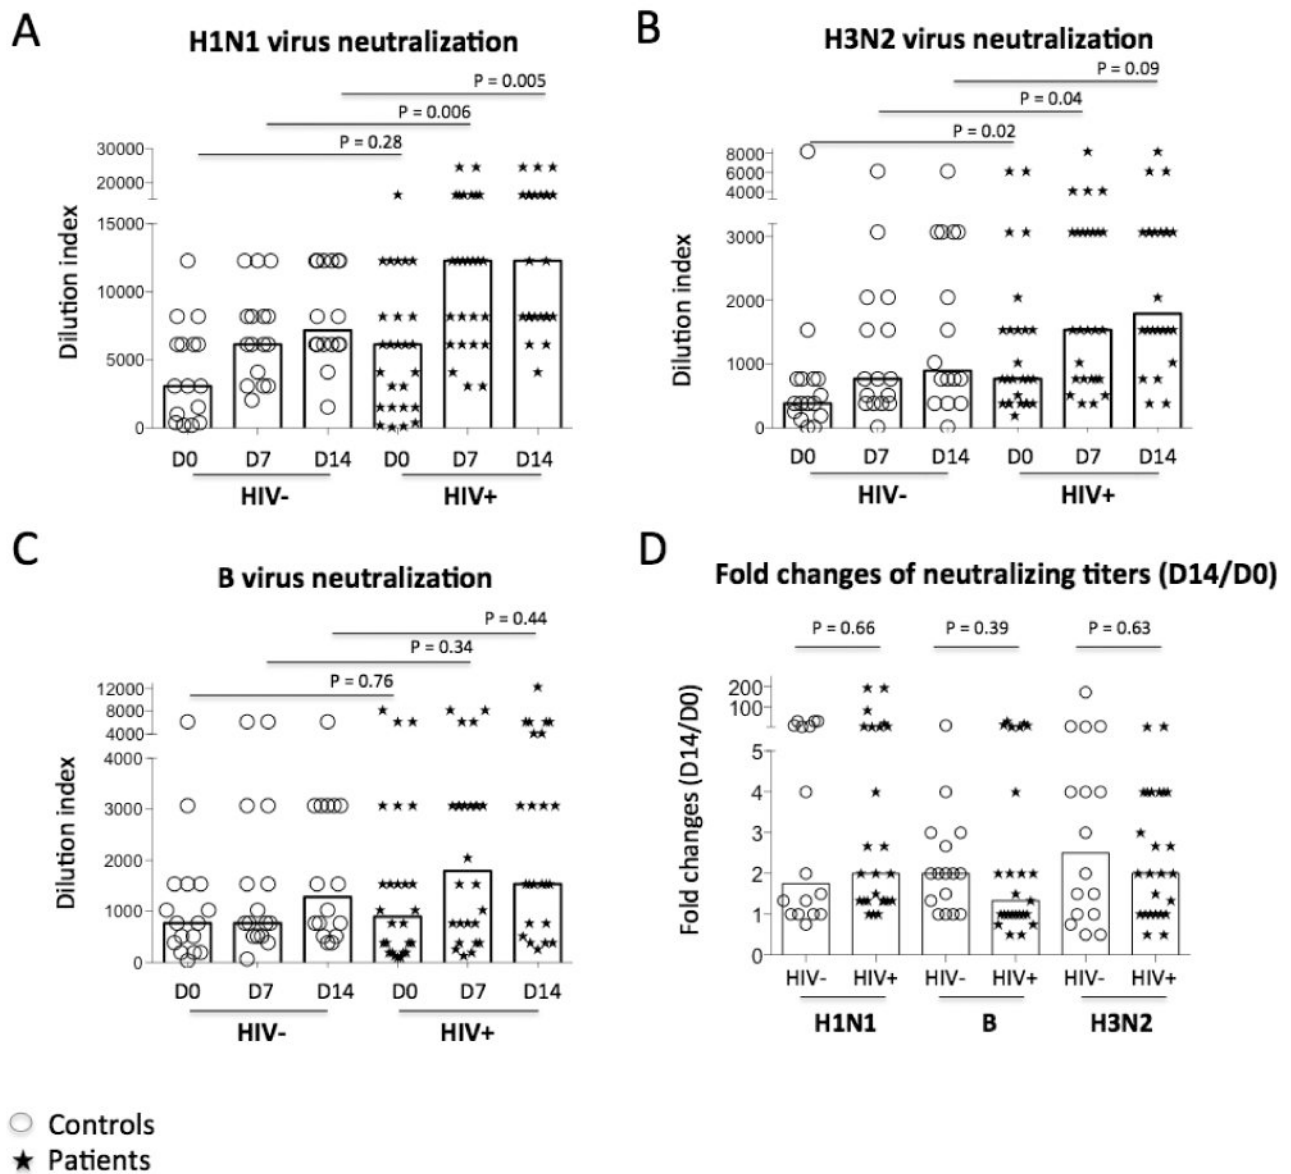 A
H1N1 virus neutralization
P = 0.005
P = 0.006
P = 0.28
30000
20000
15000
10000
5000
0
Dilution index
D0 D7 D14 D0 D7 D14
HIV- HIV+
B
H3N2 virus neutralization
P = 0.09
P = 0.04
P = 0.02
8000
6000
4000
3000
2000
1000
0
Dilution index
D0 D7 D14 D0 D7 D14
HIV- HIV+
C
B virus neutralization
P = 0.44
P = 0.34
P = 0.76
12000
8000
4000
4000
3000
2000
1000
0
Dilution index
D0 D7 D14 D0 D7 D14
HIV- HIV+
D
Fold changes of neutralizing titers (D14/D0)
P = 0.66 P = 0.39 P = 0.63
200
100
5
4
3
2
1
0
Fold changes (D14/D0)
HIV- HIV+ HIV- HIV+ HIV- HIV+
H1N1 B H3N2
Controls
Patients